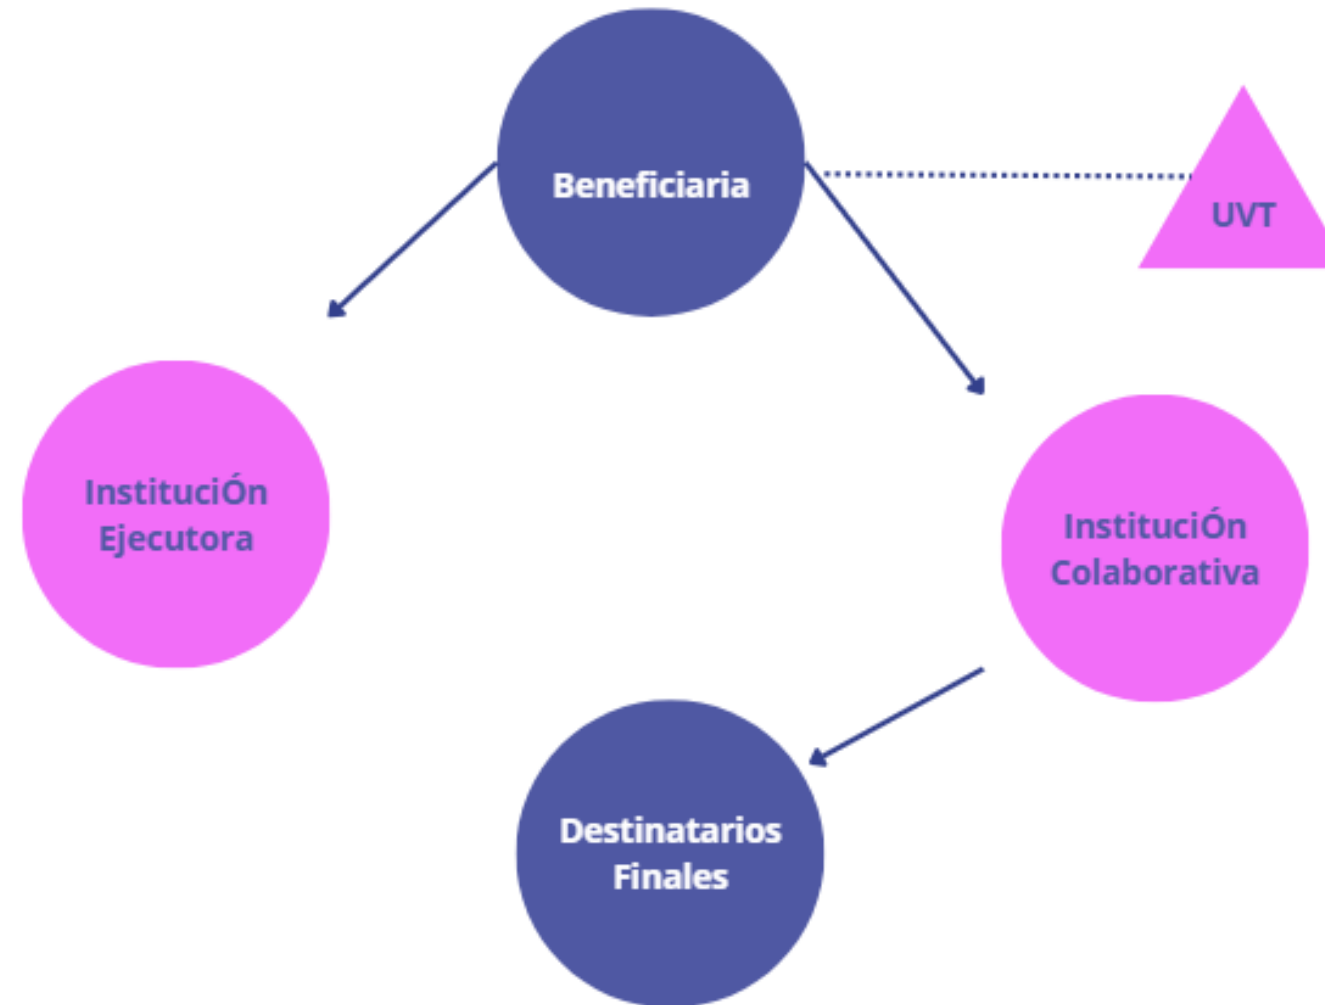 Beneficiaria
UVT
InstituciÓn
Ejecutora
InstituciÓn
Colaborativa
Destinatarios
Finales